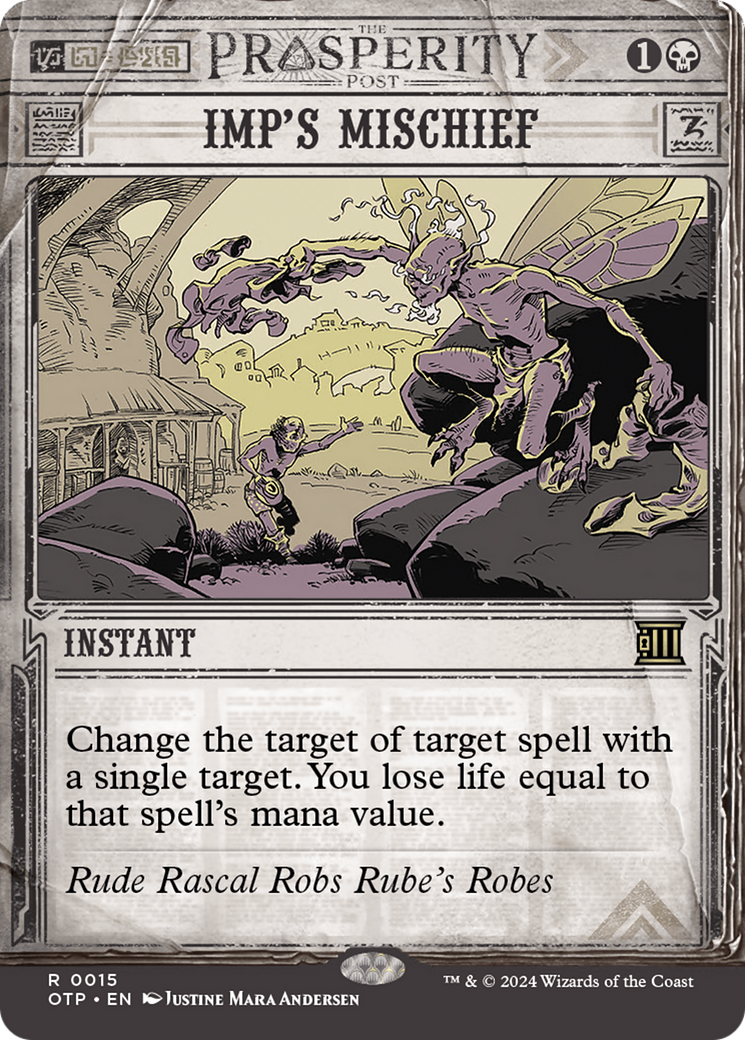 THE
PROSPERITY
POST
1
IMP'S MISCHIEF
INSTANT
Change the target of target spell with
a single target. You lose life equal to
that spell's mana value.
Rude Rascal Robs Rube's Robes
R 0015
OTP • EN Justine Mara Andersen
™ & © 2024 Wizards of the Coast